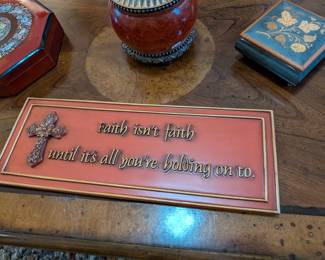 Faith isn't faith
until it's all you're holding on to.